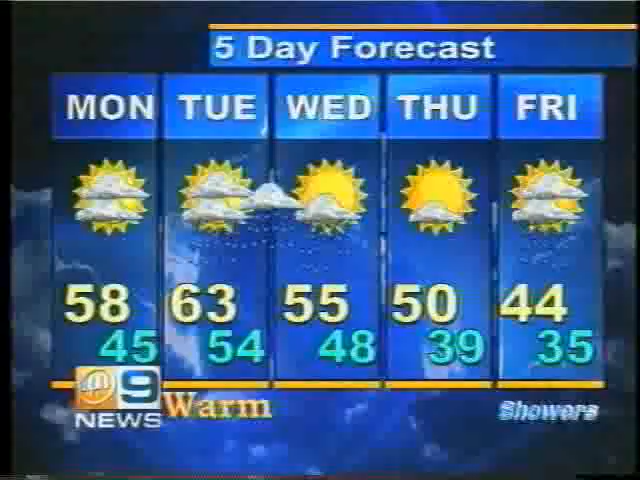 5 Day Forecast
MON TUE WED THU FRI
58 63 55 50 44
45 54 48 39 35
9
NEWS
Warm
Showers